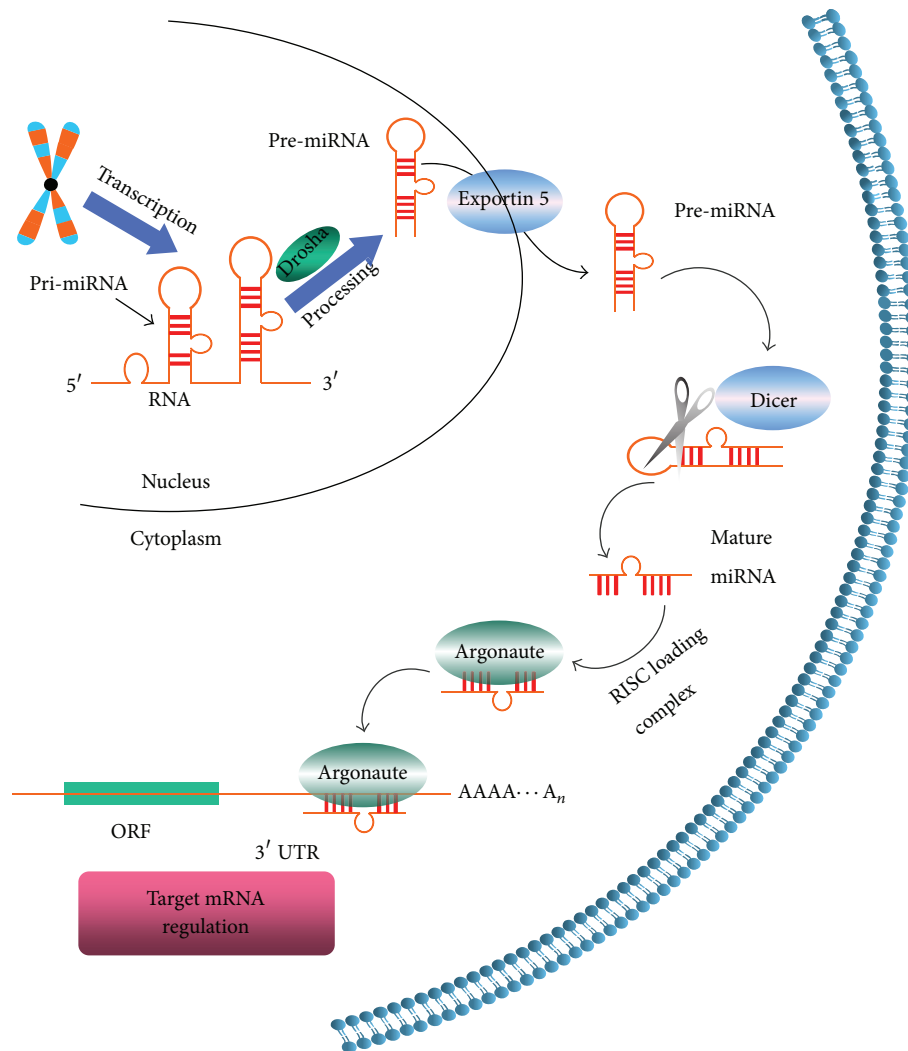 Pre-miRNA
Transcription
Exportin 5
Pre-miRNA
Drosha
Processing
Pri-miRNA
5′
3′
RNA
Dicer
Nucleus
Cytoplasm
Mature
miRNA
Argonaute
RISC loading
complex
Argonaute
AAAA··· Aₙ
ORF
3′ UTR
Target mRNA
regulation